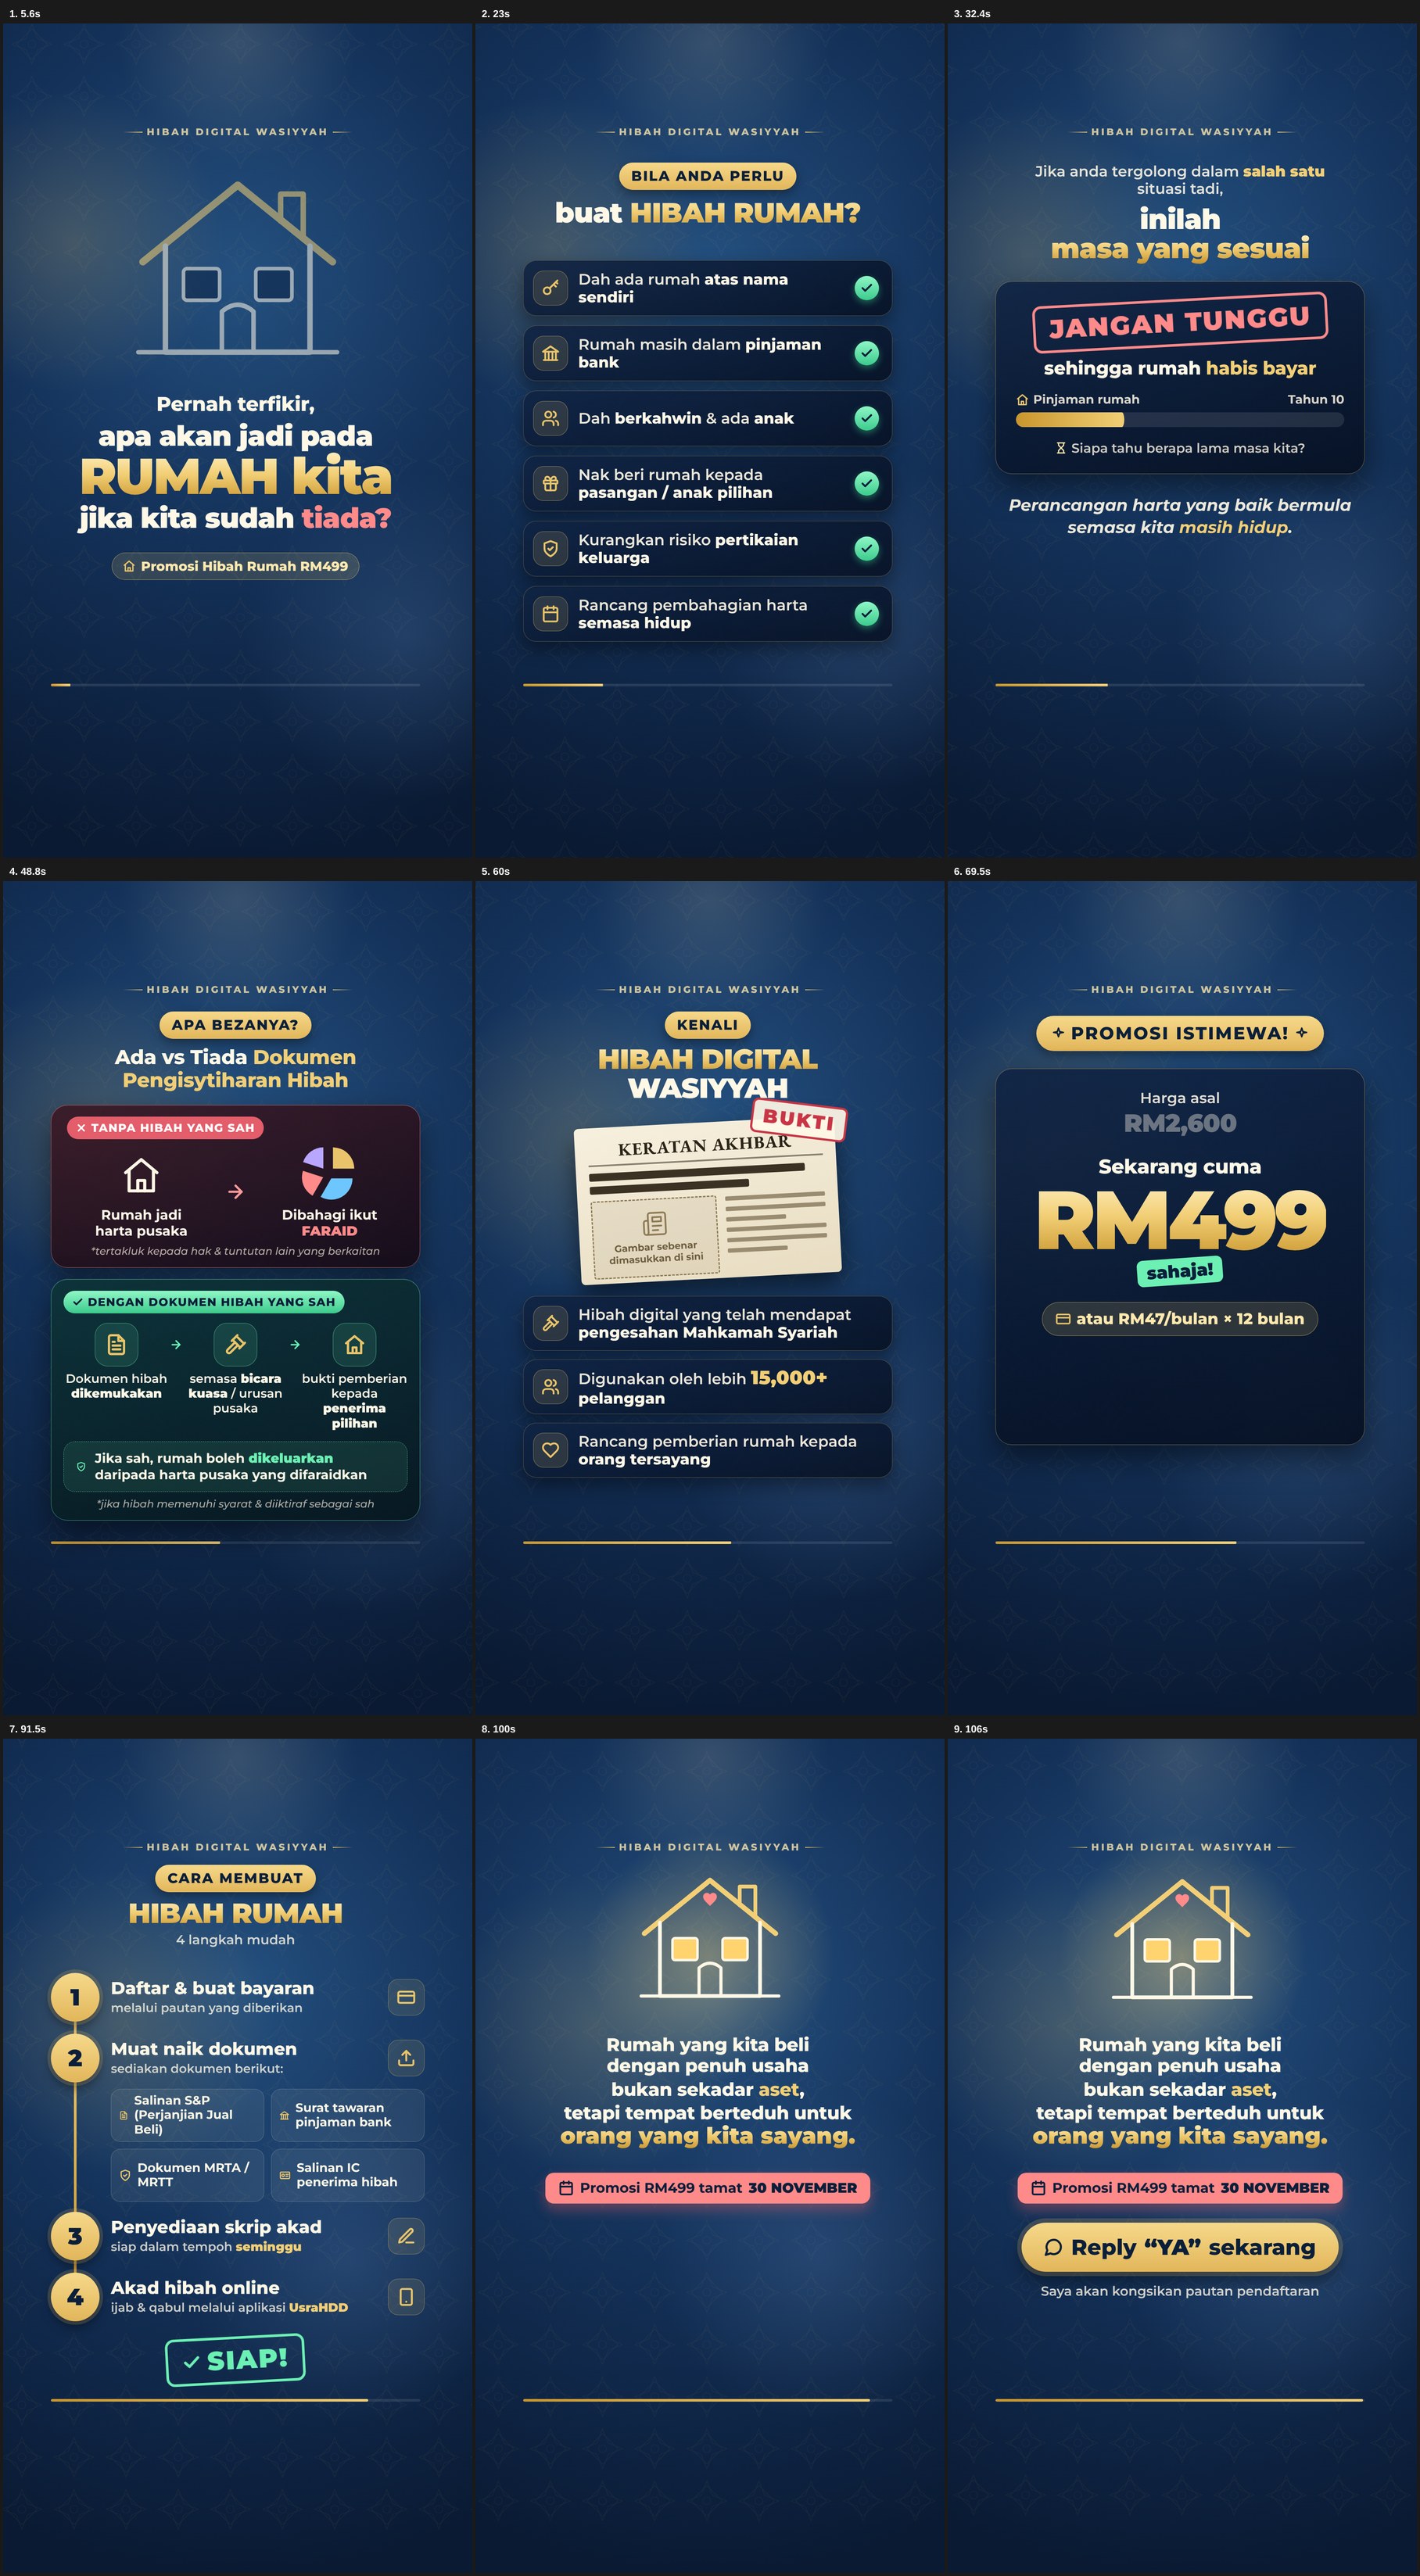 1. 5.6s
HIBAH DIGITAL WASIYYAH
Pernah terfikir,
apa akan jadi pada
RUMAH kita
jika kita sudah tiada?
Promosi Hibah Rumah RM499
2. 23s
HIBAH DIGITAL WASIYYAH
BILA ANDA PERLU
buat HIBAH RUMAH?
Dah ada rumah atas nama
sendiri
Rumah masih dalam pinjaman
bank
Dah berkahwin & ada anak
Nak beri rumah kepada
pasangan / anak pilihan
Kurangkan risiko pertikaian
keluarga
Rancang pembahagian harta
semasa hidup
3. 32.4s
HIBAH DIGITAL WASIYYAH
Jika anda tergolong dalam salah satu
situasi tadi,
inilah
masa yang sesuai
JANGAN TUNGGU
sehingga rumah habis bayar
Pinjaman rumah Tahun 10
Siapa tahu berapa lama masa kita?
Perancangan harta yang baik bermula
semasa kita masih hidup.
4. 48.8s
HIBAH DIGITAL WASIYYAH
APA BEZANYA?
Ada vs Tiada Dokumen
Pengisytiharan Hibah
TANPA HIBAH YANG SAH
Rumah jadi
harta pusaka
Dibahagi ikut
FARAID
*tertakluk kepada hak & tuntutan lain yang berkaitan
DENGAN DOKUMEN HIBAH YANG SAH
Dokumen hibah
dikemukakan
semasa bicara
kuasa / urusan
pusaka
bukti pemberian
kepada
penerima
pilihan
Jika sah, rumah boleh dikeluarkan
daripada harta pusaka yang difaraidkan
*jika hibah memenuhi syarat & diiktiraf sebagai sah
5. 60s
HIBAH DIGITAL WASIYYAH
KENALI
HIBAH DIGITAL
WASIYYAH
BUKTI
KERATAN AKHBAR
Gambar sebenar
dimasukkan di sini
Hibah digital yang telah mendapat
pengesahan Mahkamah Syariah
Digunakan oleh lebih 15,000+
pelanggan
Rancang pemberian rumah kepada
orang tersayang
6. 69.5s
HIBAH DIGITAL WASIYYAH
PROMOSI ISTIMEWA!
Harga asal
RM2,600
Sekarang cuma
RM499
sahaja!
atau RM47/bulan × 12 bulan
7. 91.5s
HIBAH DIGITAL WASIYYAH
CARA MEMBUAT
HIBAH RUMAH
4 langkah mudah
1
Daftar & buat bayaran
melalui pautan yang diberikan
2
Muat naik dokumen
sediakan dokumen berikut:
Salinan S&P
(Perjanjian Jual
Beli)
Surat tawaran
pinjaman bank
Dokumen MRTA /
MRTT
Salinan IC
penerima hibah
3
Penyediaan skrip akad
siap dalam tempoh seminggu
4
Akad hibah online
ijab & qabul melalui aplikasi UsraHDD
SIAP!
8. 100s
HIBAH DIGITAL WASIYYAH
Rumah yang kita beli
dengan penuh usaha
bukan sekadar aset,
tetapi tempat berteduh untuk
orang yang kita sayang.
Promosi RM499 tamat 30 NOVEMBER
9. 106s
HIBAH DIGITAL WASIYYAH
Rumah yang kita beli
dengan penuh usaha
bukan sekadar aset,
tetapi tempat berteduh untuk
orang yang kita sayang.
Promosi RM499 tamat 30 NOVEMBER
Reply “YA” sekarang
Saya akan kongsikan pautan pendaftaran